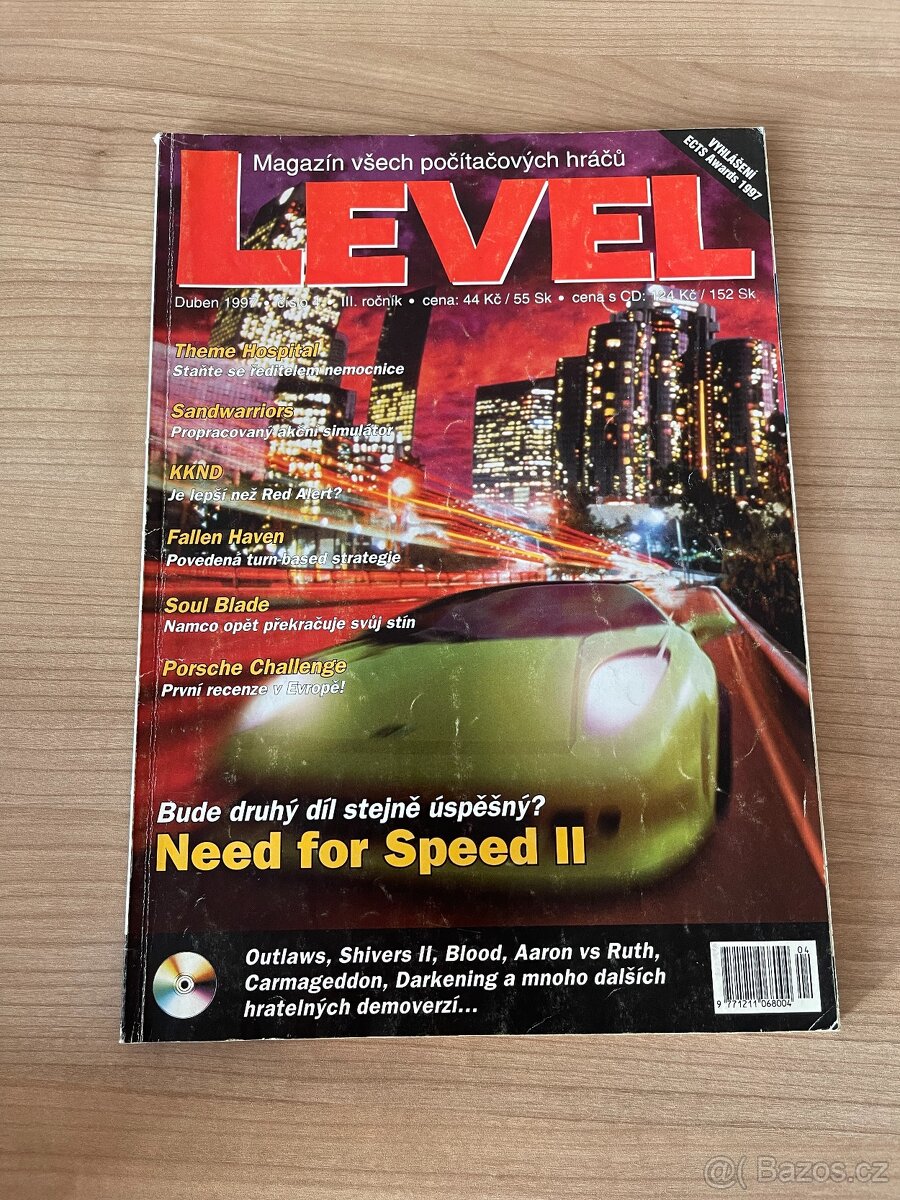 Magazín všech počítačových hráčů
VYHLÁŠENÍ
ECTS Awards 1997
LEVEL
Duben 1997 • číslo 4 • III. ročník • cena: 44 Kč / 55 Sk • cena s CD: 124 Kč / 152 Sk
Theme Hospital
Staňte se ředitelem nemocnice
Sandwarriors
Propracovaný akční simulátor
KKND
Je lepší než Red Alert?
Fallen Haven
Povedená turn-based strategie
Soul Blade
Namco opět překračuje svůj stín
Porsche Challenge
První recenze v Evropě!
Bude druhý díl stejně úspěšný?
Need for Speed II
Outlaws, Shivers II, Blood, Aaron vs Ruth,
Carmageddon, Darkening a mnoho dalších
hratelných demoverzí...
04
9 771211 068004
@ Bazos.cz